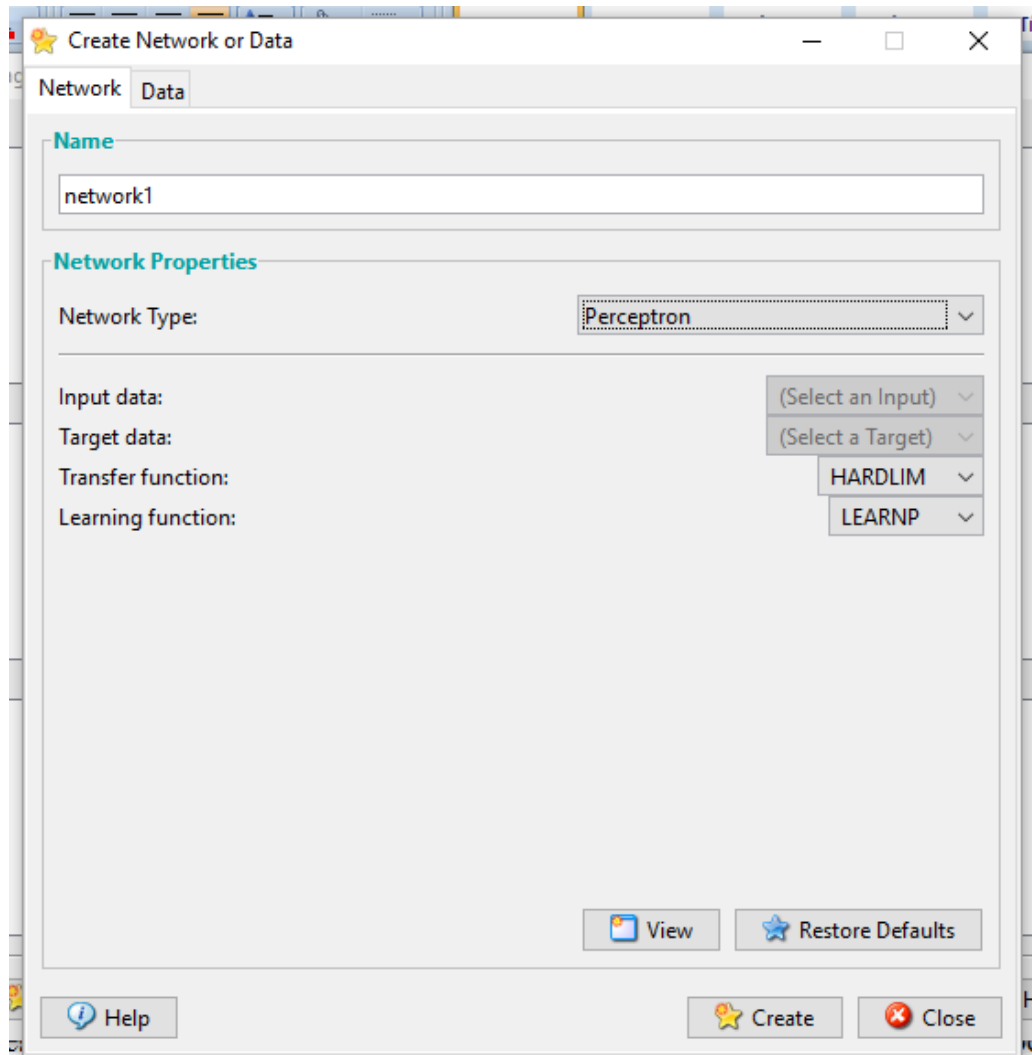 Create Network or Data
Network Data
Name
network1
Network Properties
Network Type: Perceptron
Input data: (Select an Input)
Target data: (Select a Target)
Transfer function: HARDLIM
Learning function: LEARNP
View Restore Defaults
Help Create Close